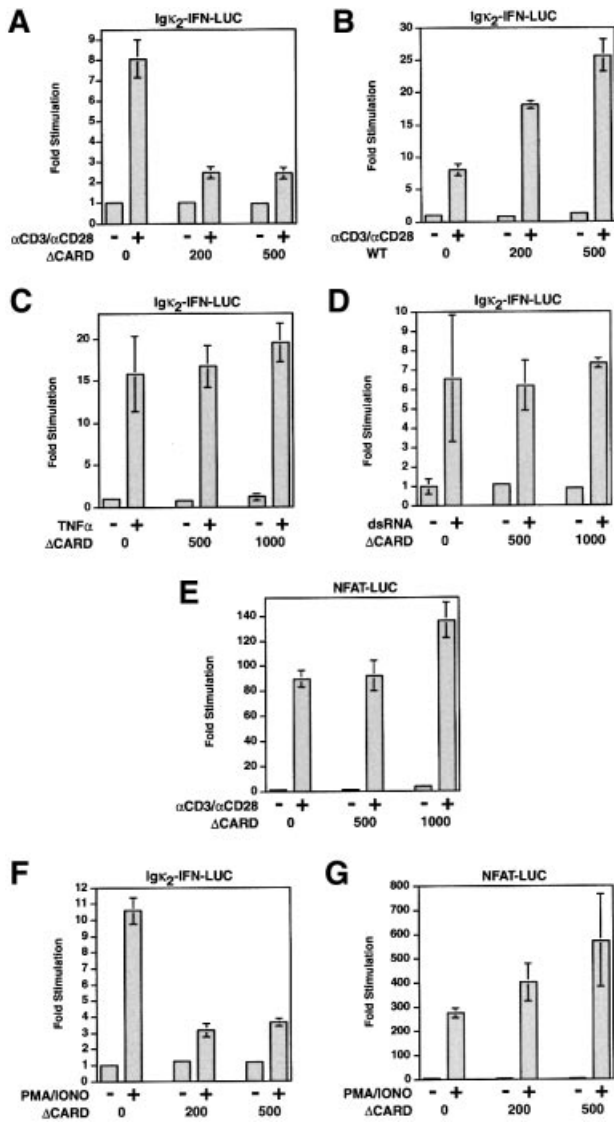 A
Igκ2-IFN-LUC
Fold Stimulation
9
8
7
6
5
4
3
2
1
0
αCD3/αCD28 - + - + - +
ΔCARD 0 200 500
B
Igκ2-IFN-LUC
Fold Stimulation
30
25
20
15
10
5
0
αCD3/αCD28 - + - + - +
WT 0 200 500
C
Igκ2-IFN-LUC
Fold Stimulation
20
15
10
5
0
TNFα - + - + - +
ΔCARD 0 500 1000
D
Igκ2-IFN-LUC
Fold Stimulation
10
9
8
7
6
5
4
3
2
1
0
dsRNA - + - + - +
ΔCARD 0 500 1000
E
NFAT-LUC
Fold Stimulation
140
120
100
80
60
40
20
0
αCD3/αCD28 - + - + - +
ΔCARD 0 500 1000
F
Igκ2-IFN-LUC
Fold Stimulation
12
11
10
9
8
7
6
5
4
3
2
1
0
PMA/IONO - + - + - +
ΔCARD 0 200 500
G
NFAT-LUC
Fold Stimulation
800
700
600
500
400
300
200
100
0
PMA/IONO - + - + - +
ΔCARD 0 200 500